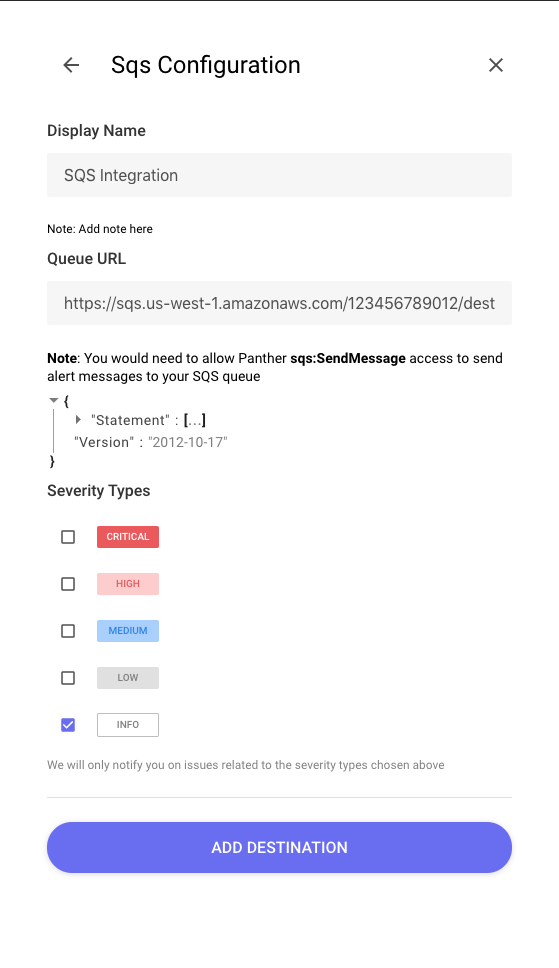 Sqs Configuration
Display Name
SQS Integration
Note: Add note here
Queue URL
https://sqs.us-west-1.amazonaws.com/123456789012/dest
Note: You would need to allow Panther sqs:SendMessage access to send
alert messages to your SQS queue
{
"Statement" : [...]
"Version" : "2012-10-17"
}
Severity Types
CRITICAL
HIGH
MEDIUM
LOW
INFO
We will only notify you on issues related to the severity types chosen above
ADD DESTINATION